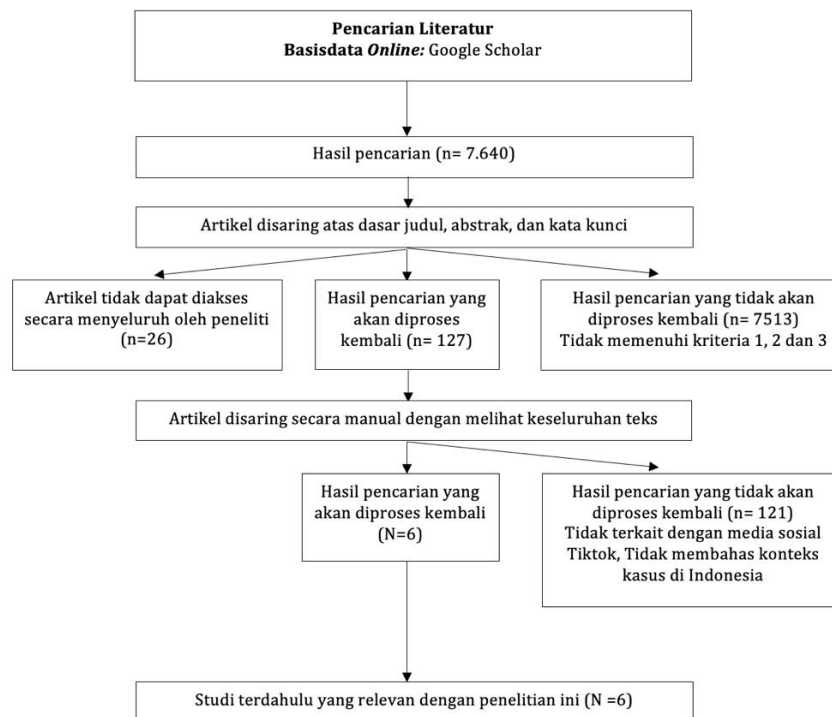 Pencarian Literatur
Basisdata Online: Google Scholar
Hasil pencarian (n= 7.640)
Artikel disaring atas dasar judul, abstrak, dan kata kunci
Artikel tidak dapat diakses
secara menyeluruh oleh peneliti
(n=26)
Hasil pencarian yang
akan diproses
kembali (n= 127)
Hasil pencarian yang tidak akan
diproses kembali (n= 7513)
Tidak memenuhi kriteria 1, 2 dan 3
Artikel disaring secara manual dengan melihat keseluruhan teks
Hasil pencarian yang
akan diproses kembali
(N=6)
Hasil pencarian yang tidak akan
diproses kembali (n= 121)
Tidak terkait dengan media sosial
Tiktok, Tidak membahas konteks
kasus di Indonesia
Studi terdahulu yang relevan dengan penelitian ini (N =6)